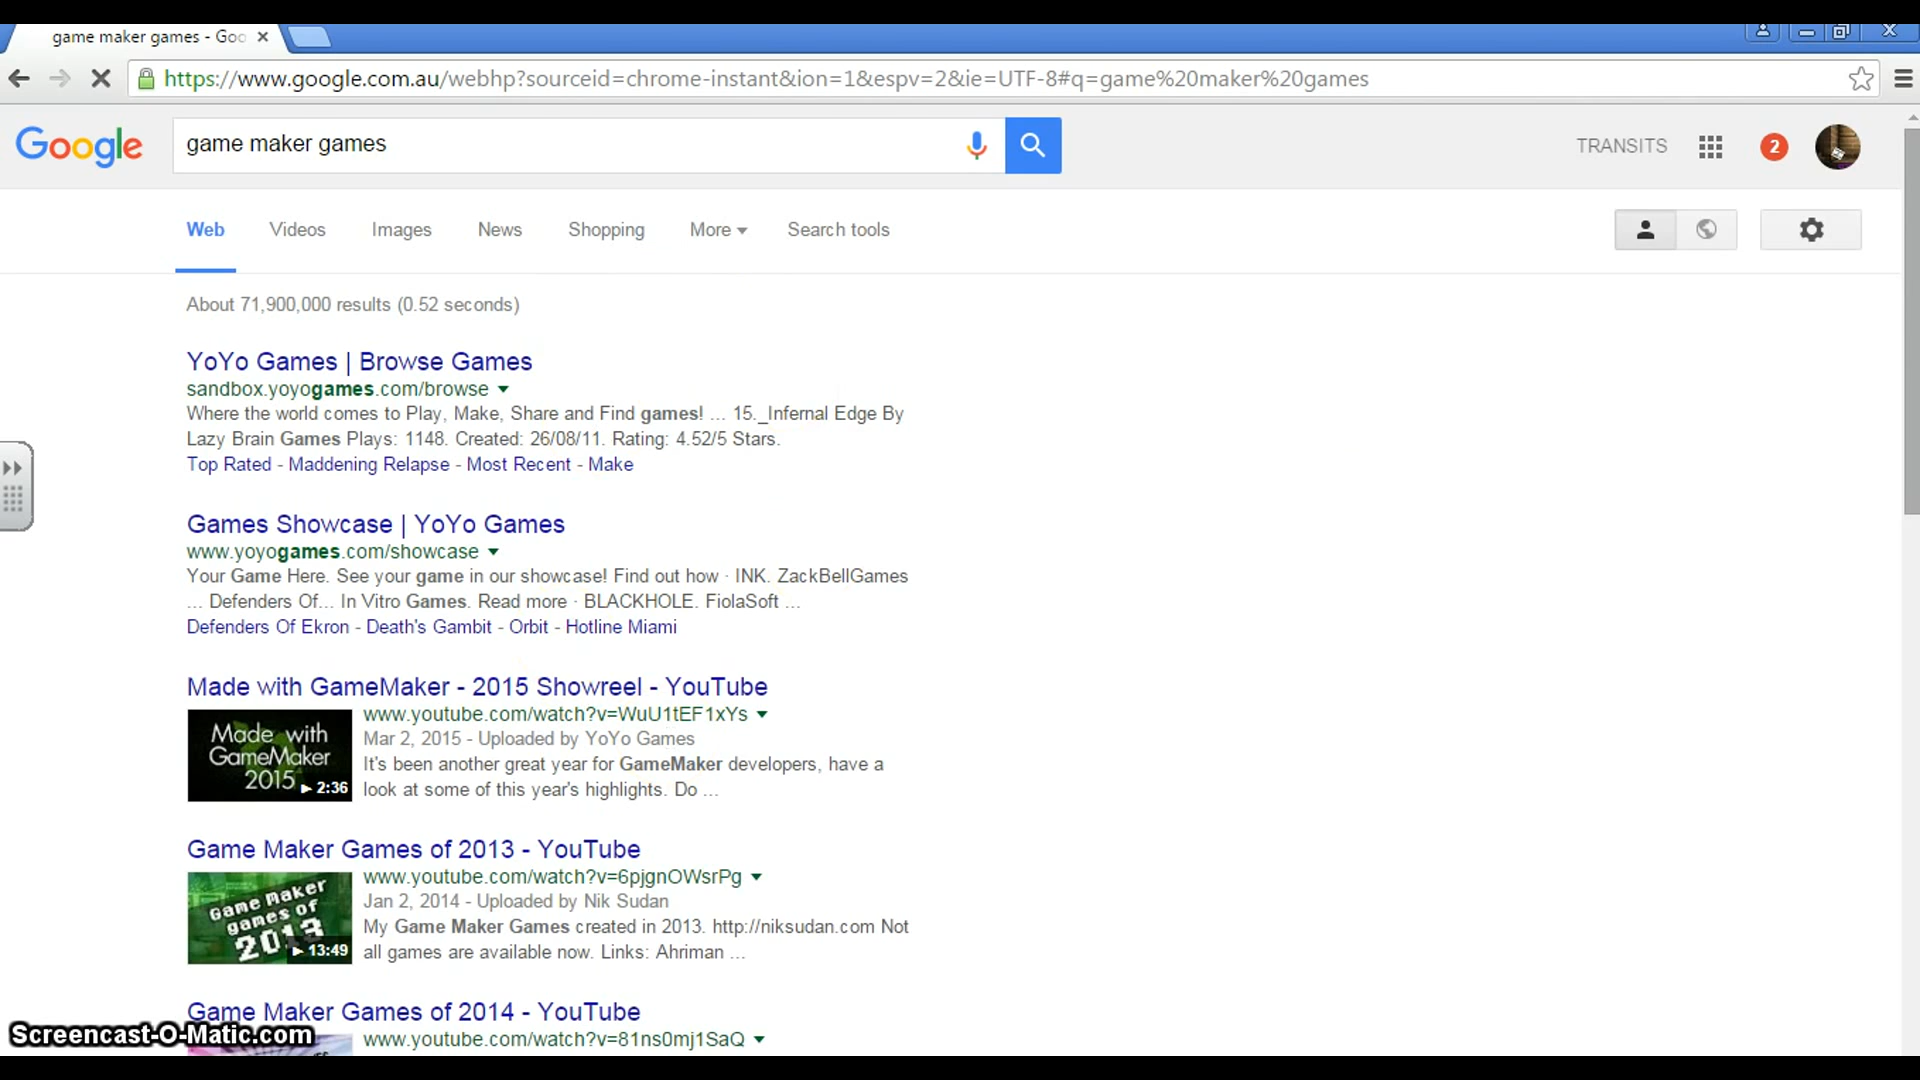 game maker games - Goo
https://www.google.com.au/webhp?sourceid=chrome-instant&ion=1&espv=2&ie=UTF-8#q=game%20maker%20games
Google
game maker games
TRANSITS
2
Web Videos Images News Shopping More Search tools
About 71,900,000 results (0.52 seconds)
YoYo Games | Browse Games
sandbox.yoyogames.com/browse
Where the world comes to Play, Make, Share and Find games! ... 15._Infernal Edge By
Lazy Brain Games Plays: 1148. Created: 26/08/11. Rating: 4.52/5 Stars.
Top Rated - Maddening Relapse - Most Recent - Make
Games Showcase | YoYo Games
www.yoyogames.com/showcase
Your Game Here. See your game in our showcase! Find out how · INK. ZackBellGames
... Defenders Of... In Vitro Games. Read more · BLACKHOLE. FiolaSoft ...
Defenders Of Ekron - Death's Gambit - Orbit - Hotline Miami
Made with GameMaker - 2015 Showreel - YouTube
Made with
GameMaker
2015
2:36
www.youtube.com/watch?v=WuU1tEF1xYs
Mar 2, 2015 - Uploaded by YoYo Games
It's been another great year for GameMaker developers, have a
look at some of this year's highlights. Do ...
Game Maker Games of 2013 - YouTube
Game maker
games of
2013
13:49
www.youtube.com/watch?v=6pjgnOWsrPg
Jan 2, 2014 - Uploaded by Nik Sudan
My Game Maker Games created in 2013. http://niksudan.com Not
all games are available now. Links: Ahriman ...
Game Maker Games of 2014 - YouTube
www.youtube.com/watch?v=81ns0mj1SaQ
Screencast-O-Matic.com